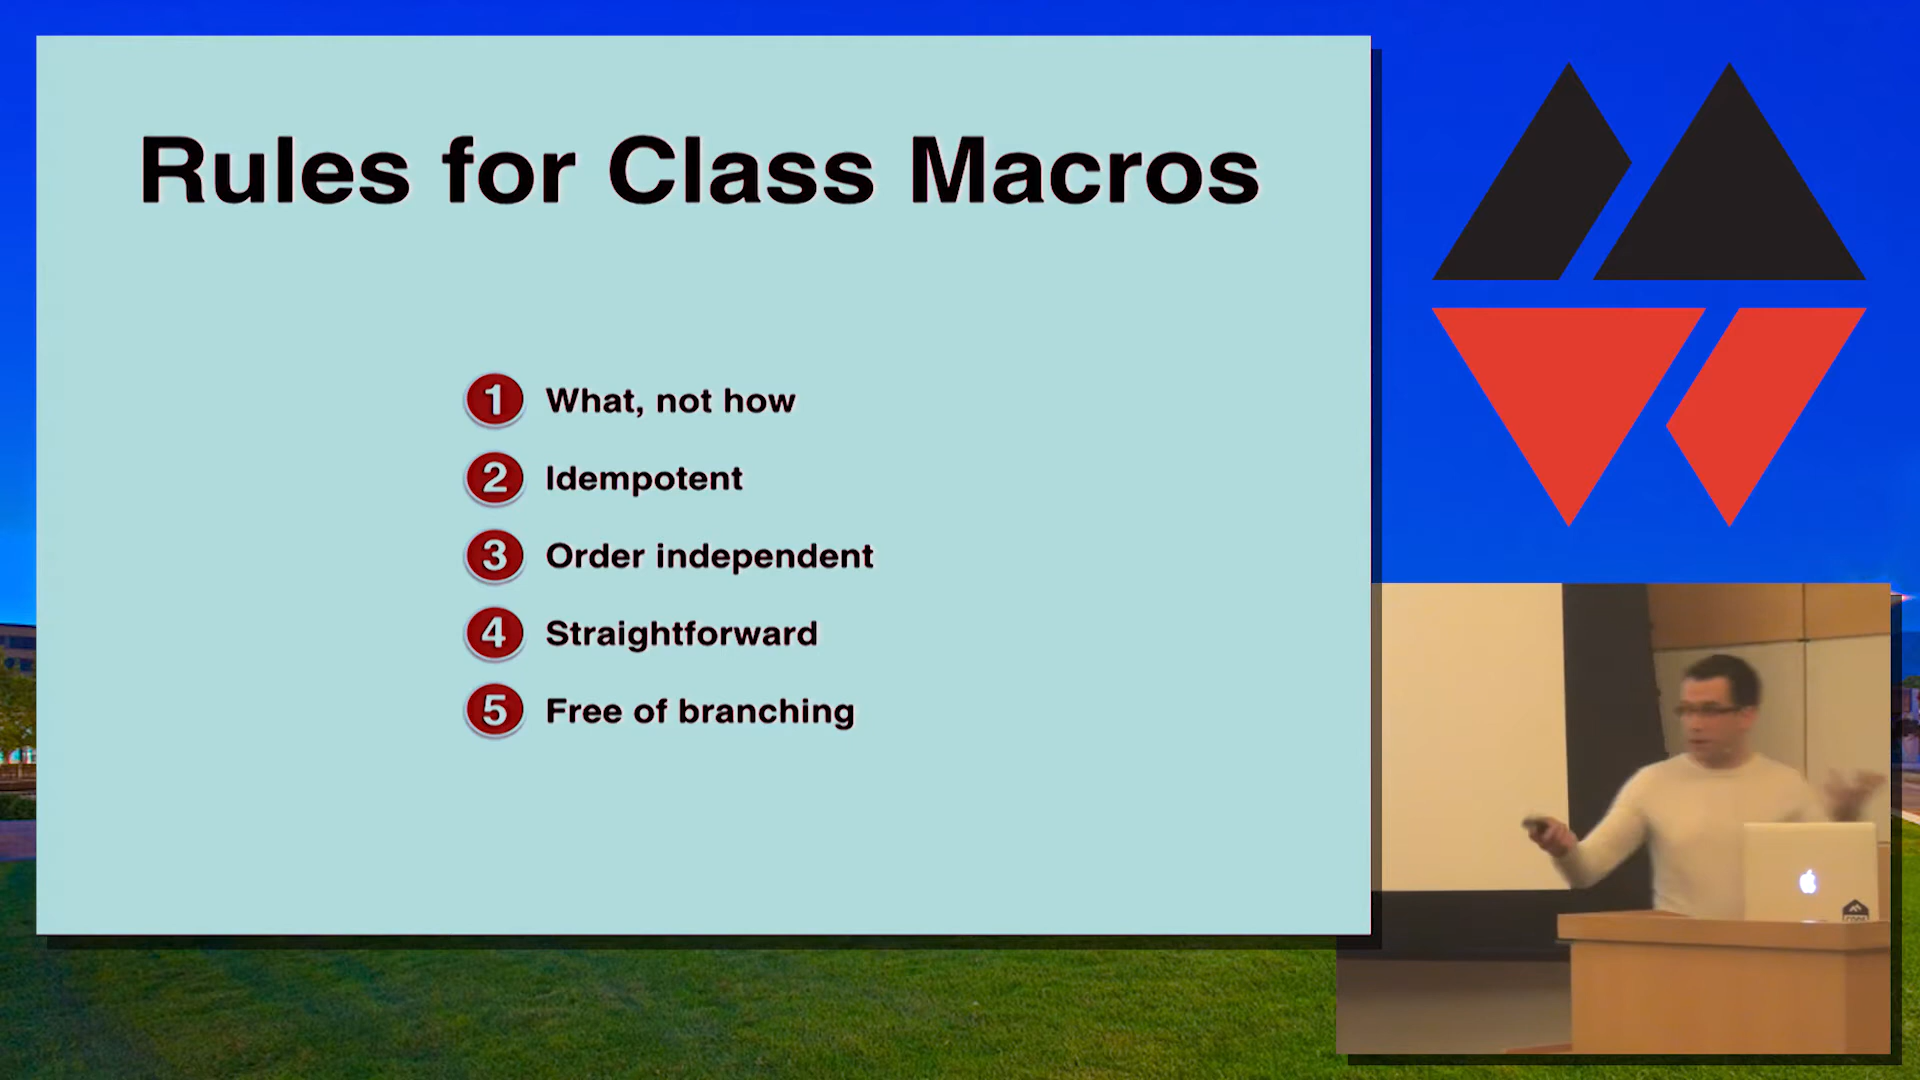 Rules for Class Macros
1 What, not how
2 Idempotent
3 Order independent
4 Straightforward
5 Free of branching